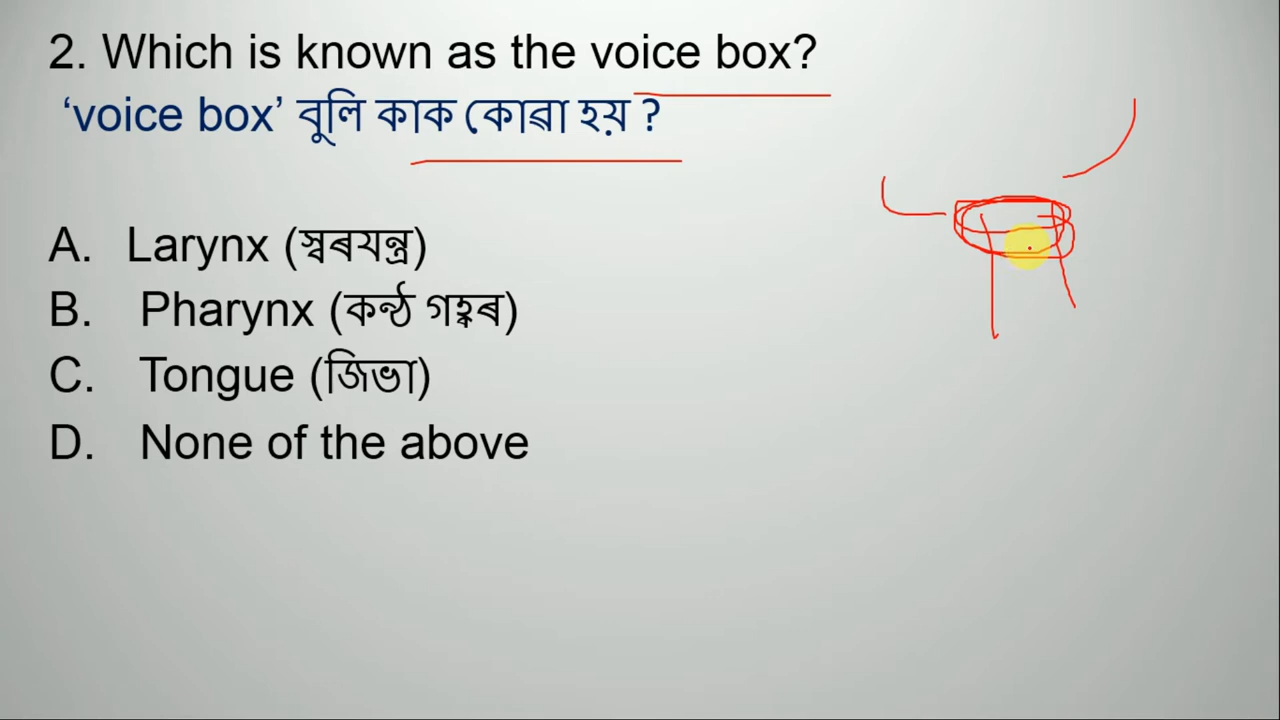 2. Which is known as the voice box?
‘voice box’ বুলি কাক কোৱা হয় ?
A. Larynx (স্বৰযন্ত্ৰ)
B. Pharynx (কন্ঠ গহ্বৰ)
C. Tongue (জিভা)
D. None of the above